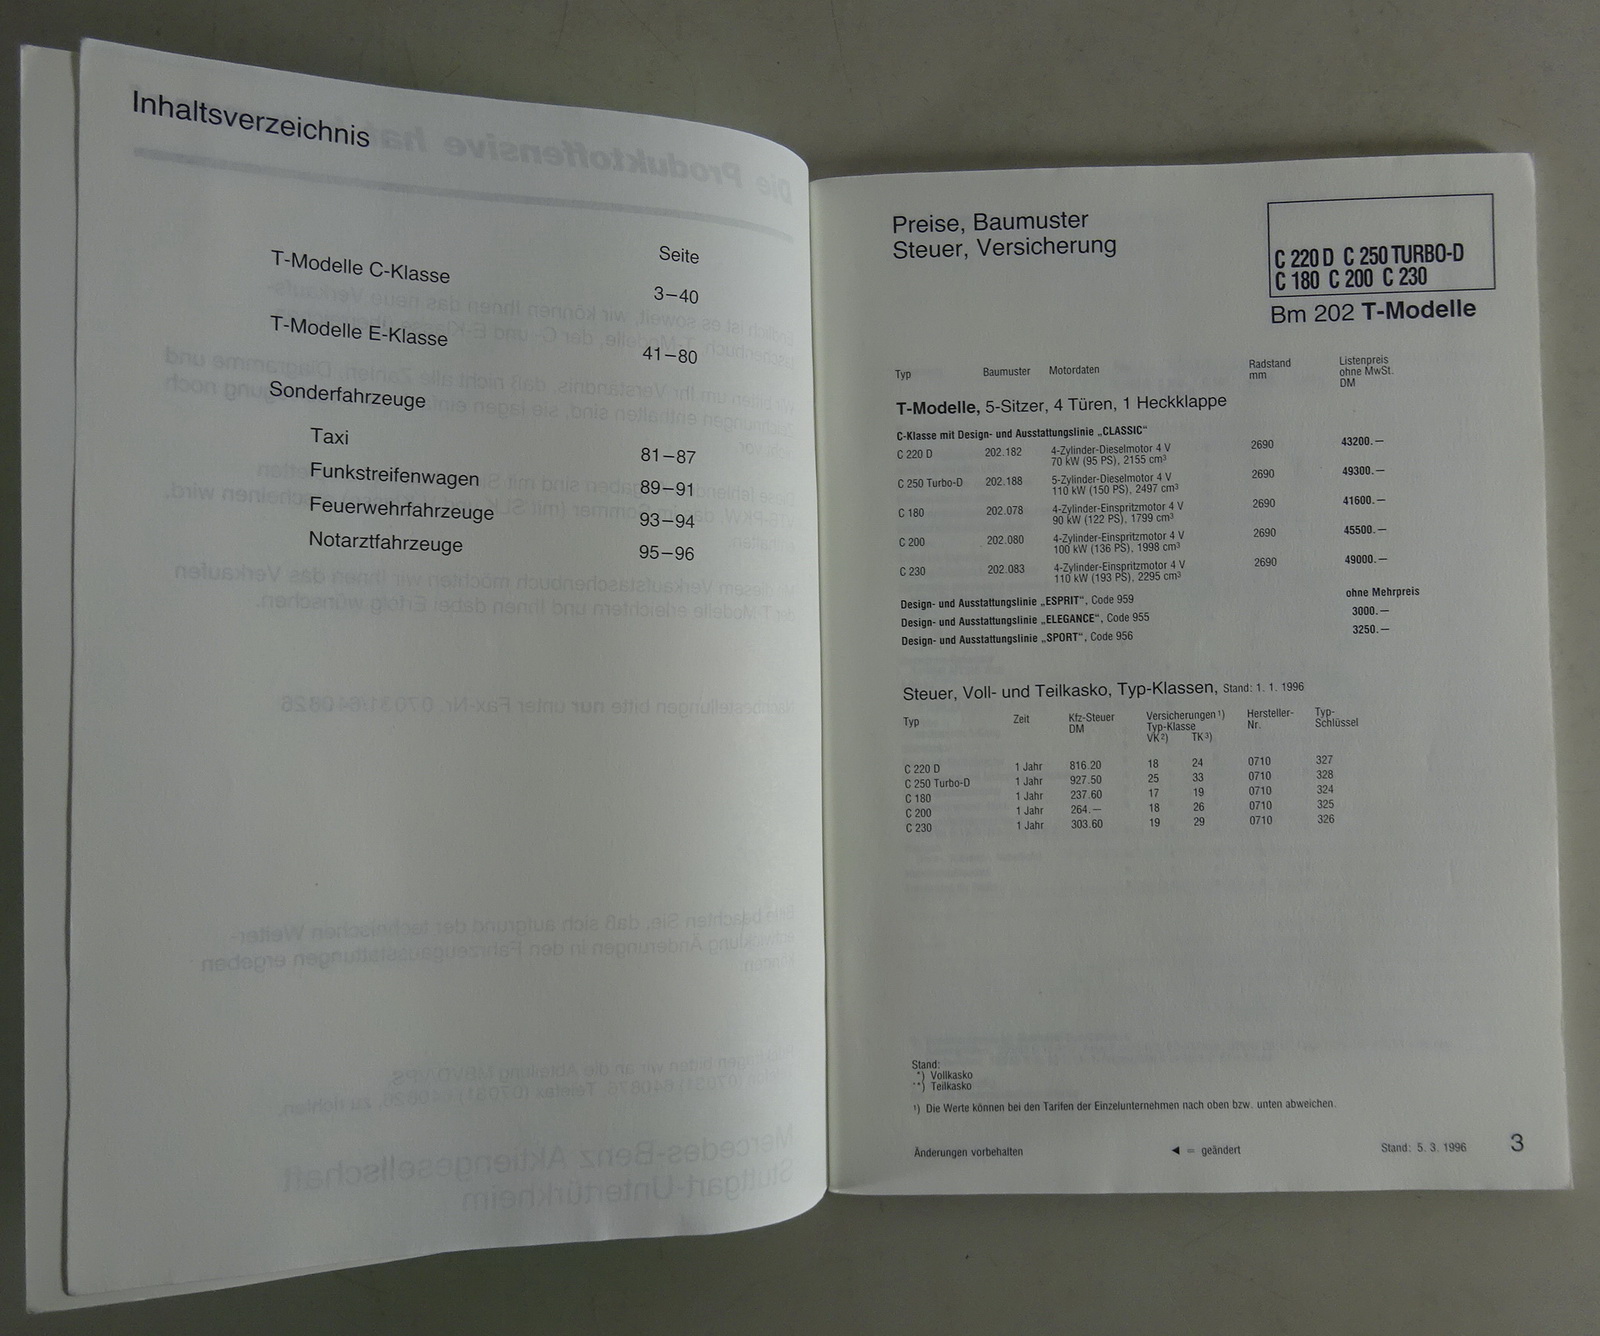 Inhaltsverzeichnis
Seite
T-Modelle C-Klasse 3–40
T-Modelle E-Klasse 41–80
Sonderfahrzeuge
Taxi 81–87
Funkstreifenwagen 89–91
Feuerwehrfahrzeuge 93–94
Notarztfahrzeuge 95–96
Preise, Baumuster
Steuer, Versicherung
C 220 D C 250 TURBO-D
C 180 C 200 C 230
Bm 202 T-Modelle
Typ Baumuster Motordaten Radstand mm Listenpreis ohne MwSt. DM
T-Modelle, 5-Sitzer, 4 Türen, 1 Heckklappe
C-Klasse mit Design- und Ausstattungslinie „CLASSIC“
C 220 D 202.182 4-Zylinder-Dieselmotor 4 V 2690 43200.–
70 kW (95 PS), 2155 cm³
C 250 Turbo-D 202.188 5-Zylinder-Dieselmotor 4 V 2690 49300.–
110 kW (150 PS), 2497 cm³
C 180 202.078 4-Zylinder-Einspritzmotor 4 V 2690 41600.–
90 kW (122 PS), 1799 cm³
C 200 202.080 4-Zylinder-Einspritzmotor 4 V 2690 45500.–
100 kW (136 PS), 1998 cm³
C 230 202.083 4-Zylinder-Einspritzmotor 4 V 2690 49000.–
110 kW (193 PS), 2295 cm³
Design- und Ausstattungslinie „ESPRIT“, Code 959 ohne Mehrpreis
Design- und Ausstattungslinie „ELEGANCE“, Code 955 3000.–
Design- und Ausstattungslinie „SPORT“, Code 956 3250.–
Steuer, Voll- und Teilkasko, Typ-Klassen, Stand: 1. 1. 1996
Typ Zeit Kfz-Steuer DM Versicherungen¹) Typ-Klasse VK²) TK³) Hersteller-Nr. Typ-Schlüssel
C 220 D 1 Jahr 816.20 18 24 0710 327
C 250 Turbo-D 1 Jahr 927.50 25 33 0710 328
C 180 1 Jahr 237.60 17 19 0710 324
C 200 1 Jahr 264.– 18 26 0710 325
C 230 1 Jahr 303.60 19 29 0710 326
Stand:
*) Vollkasko
**) Teilkasko
¹) Die Werte können bei den Tarifen der Einzelunternehmen nach oben bzw. unten abweichen.
Änderungen vorbehalten ◄ = geändert Stand: 5. 3. 1996 3